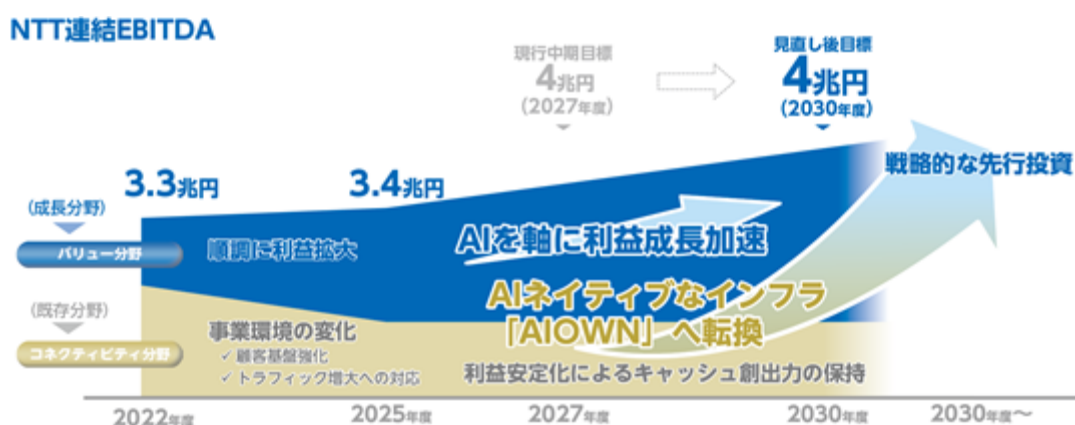 NTT連結EBITDA
現行中期目標
4兆円
(2027年度)
見直し後目標
4兆円
(2030年度)
3.3兆円
3.4兆円
戦略的な先行投資
(成長分野)
バリュー分野
順調に利益拡大
AIを軸に利益成長加速
AIネイティブなインフラ
「AIOWN」へ転換
(既存分野)
コネクティビティ分野
事業環境の変化
✓ 顧客基盤強化
✓ トラフィック増大への対応
利益安定化によるキャッシュ創出力の保持
2022年度
2025年度
2027年度
2030年度
2030年度～